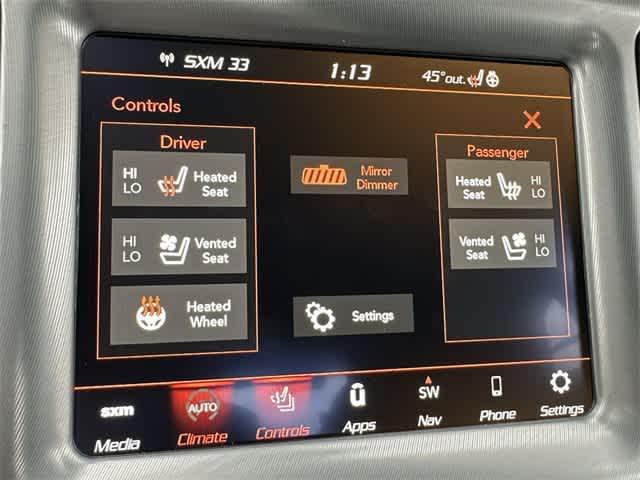 SXM 33
1:13
45°out.
Controls
Driver
HI
LO
Heated
Seat
HI
LO
Vented
Seat
Heated
Wheel
Mirror
Dimmer
Settings
Passenger
Heated
Seat
HI
LO
Vented
Seat
HI
LO
sxm
Media
AUTO
Climate
Controls
Apps
SW
Nav
Phone
Settings